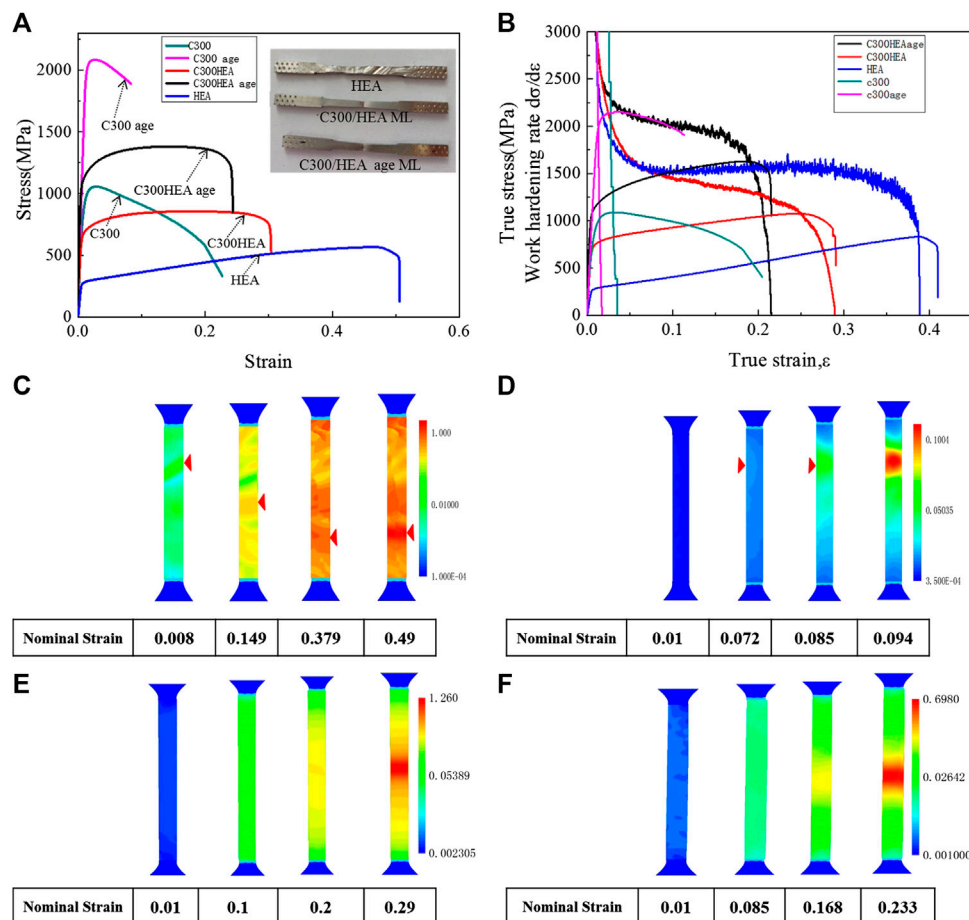 A
Stress(MPa)
2000
1500
1000
500
0
0.0 0.2 0.4 0.6
Strain
C300
C300 age
C300HEA
C300HEA age
HEA
HEA
C300/HEA ML
C300/HEA age ML
C300 age
C300HEA age
C300
C300HEA
HEA
B
True stress(MPa)
Work hardening rate dσ/dε
3000
2500
2000
1500
1000
500
0
0.0 0.1 0.2 0.3 0.4
True strain,ε
C300HEAage
C300HEA
HEA
c300
c300age
C
1.000
0.01000
1.000E-04
Nominal Strain 0.008 0.149 0.379 0.49
D
0.1004
0.05035
3.500E-04
Nominal Strain 0.01 0.072 0.085 0.094
E
1.260
0.05389
0.002305
Nominal Strain 0.01 0.1 0.2 0.29
F
0.6980
0.02642
0.001000
Nominal Strain 0.01 0.085 0.168 0.233